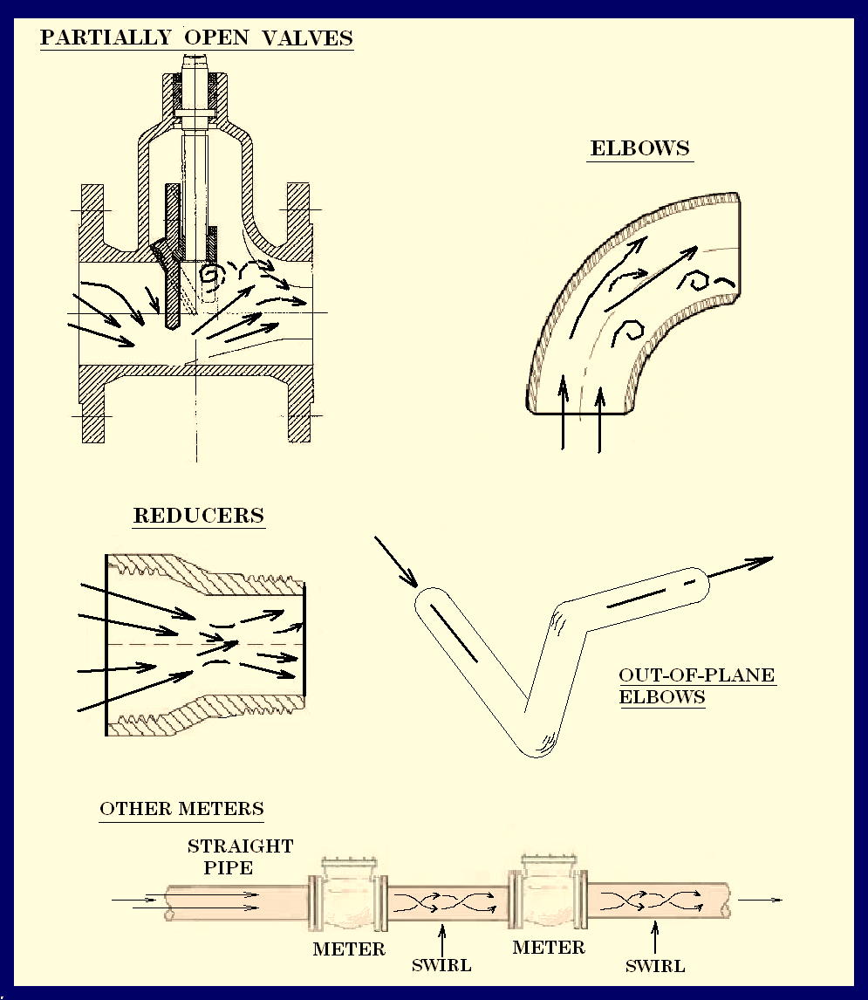 PARTIALLY OPEN VALVES
ELBOWS
REDUCERS
OUT-OF-PLANE
ELBOWS
OTHER METERS
STRAIGHT
PIPE
METER
METER
SWIRL
SWIRL